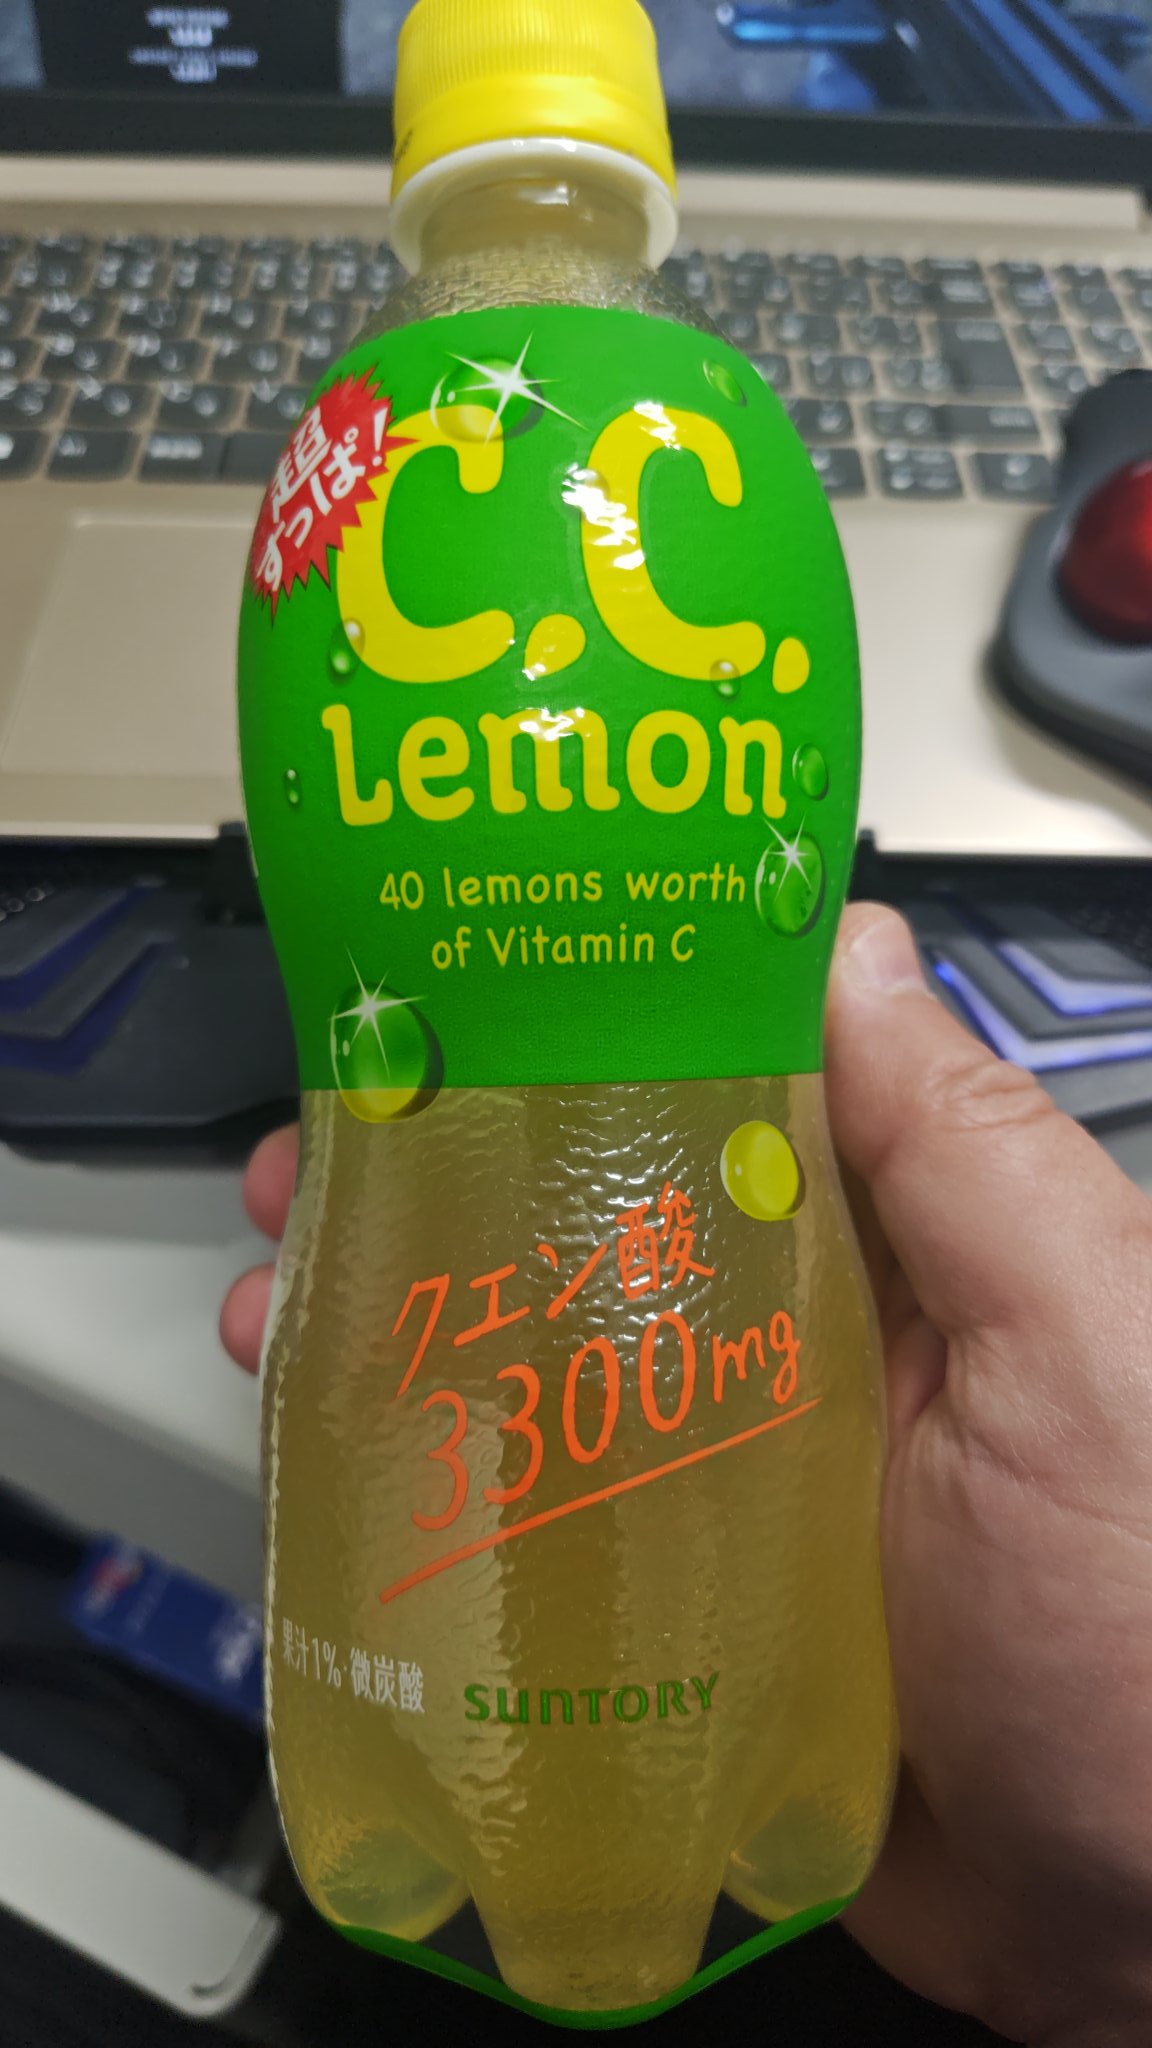 超
すっぱ!
C.C.
Lemon
40 lemons worth
of Vitamin C
クエン酸
3300mg
果汁1%・微炭酸
SUNTORY